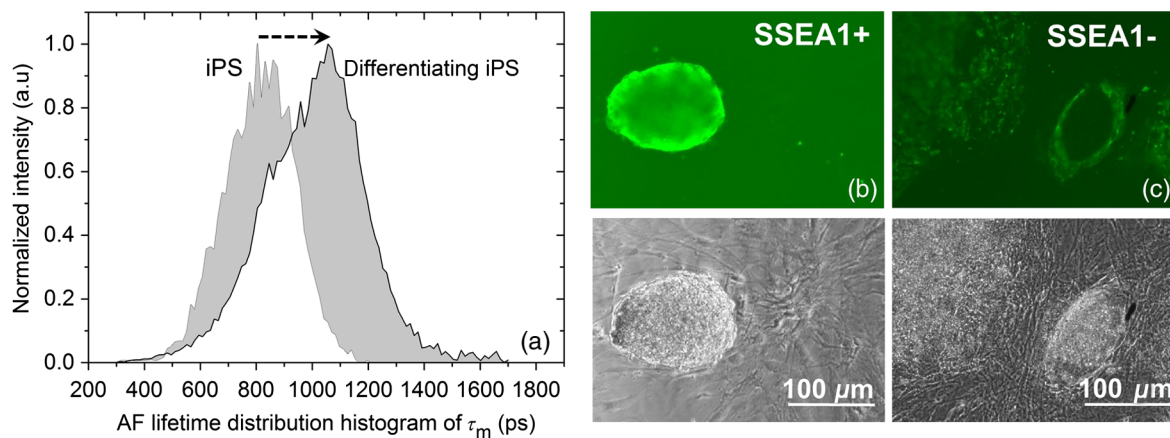 Normalized intensity (a.u)
1.0
0.8
0.6
0.4
0.2
0.0
iPS
Differentiating iPS
(a)
200 400 600 800 1000 1200 1400 1600 1800
AF lifetime distribution histogram of τm (ps)
SSEA1+
(b)
SSEA1-
(c)
100 µm
100 µm